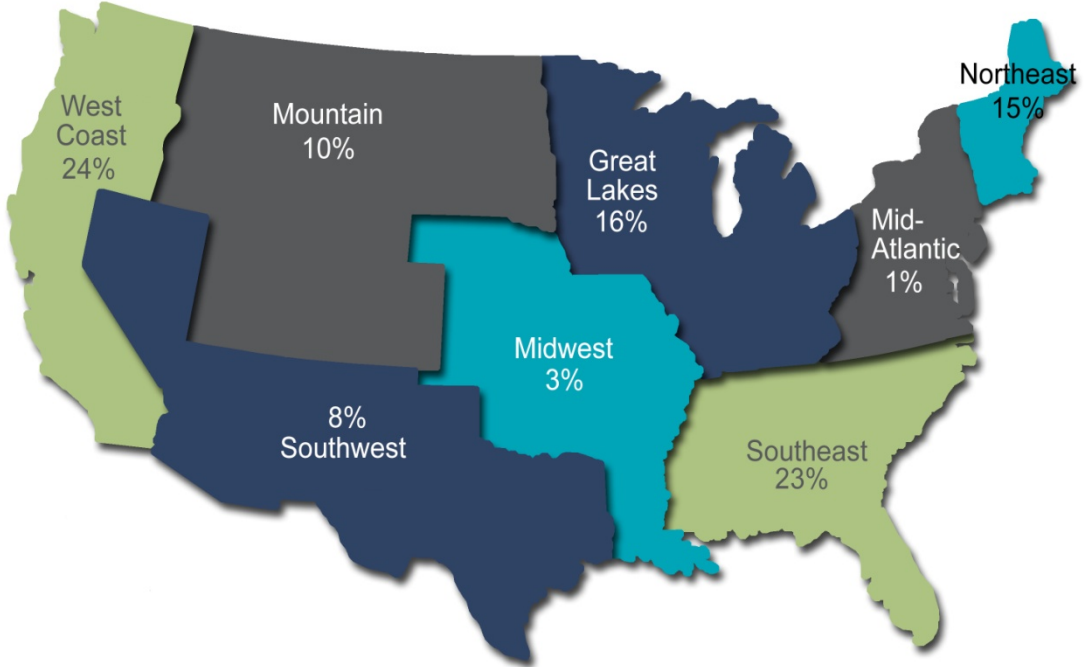 West
Coast
24%
Mountain
10%
Great
Lakes
16%
Northeast
15%
Mid-
Atlantic
1%
Midwest
3%
8%
Southwest
Southeast
23%